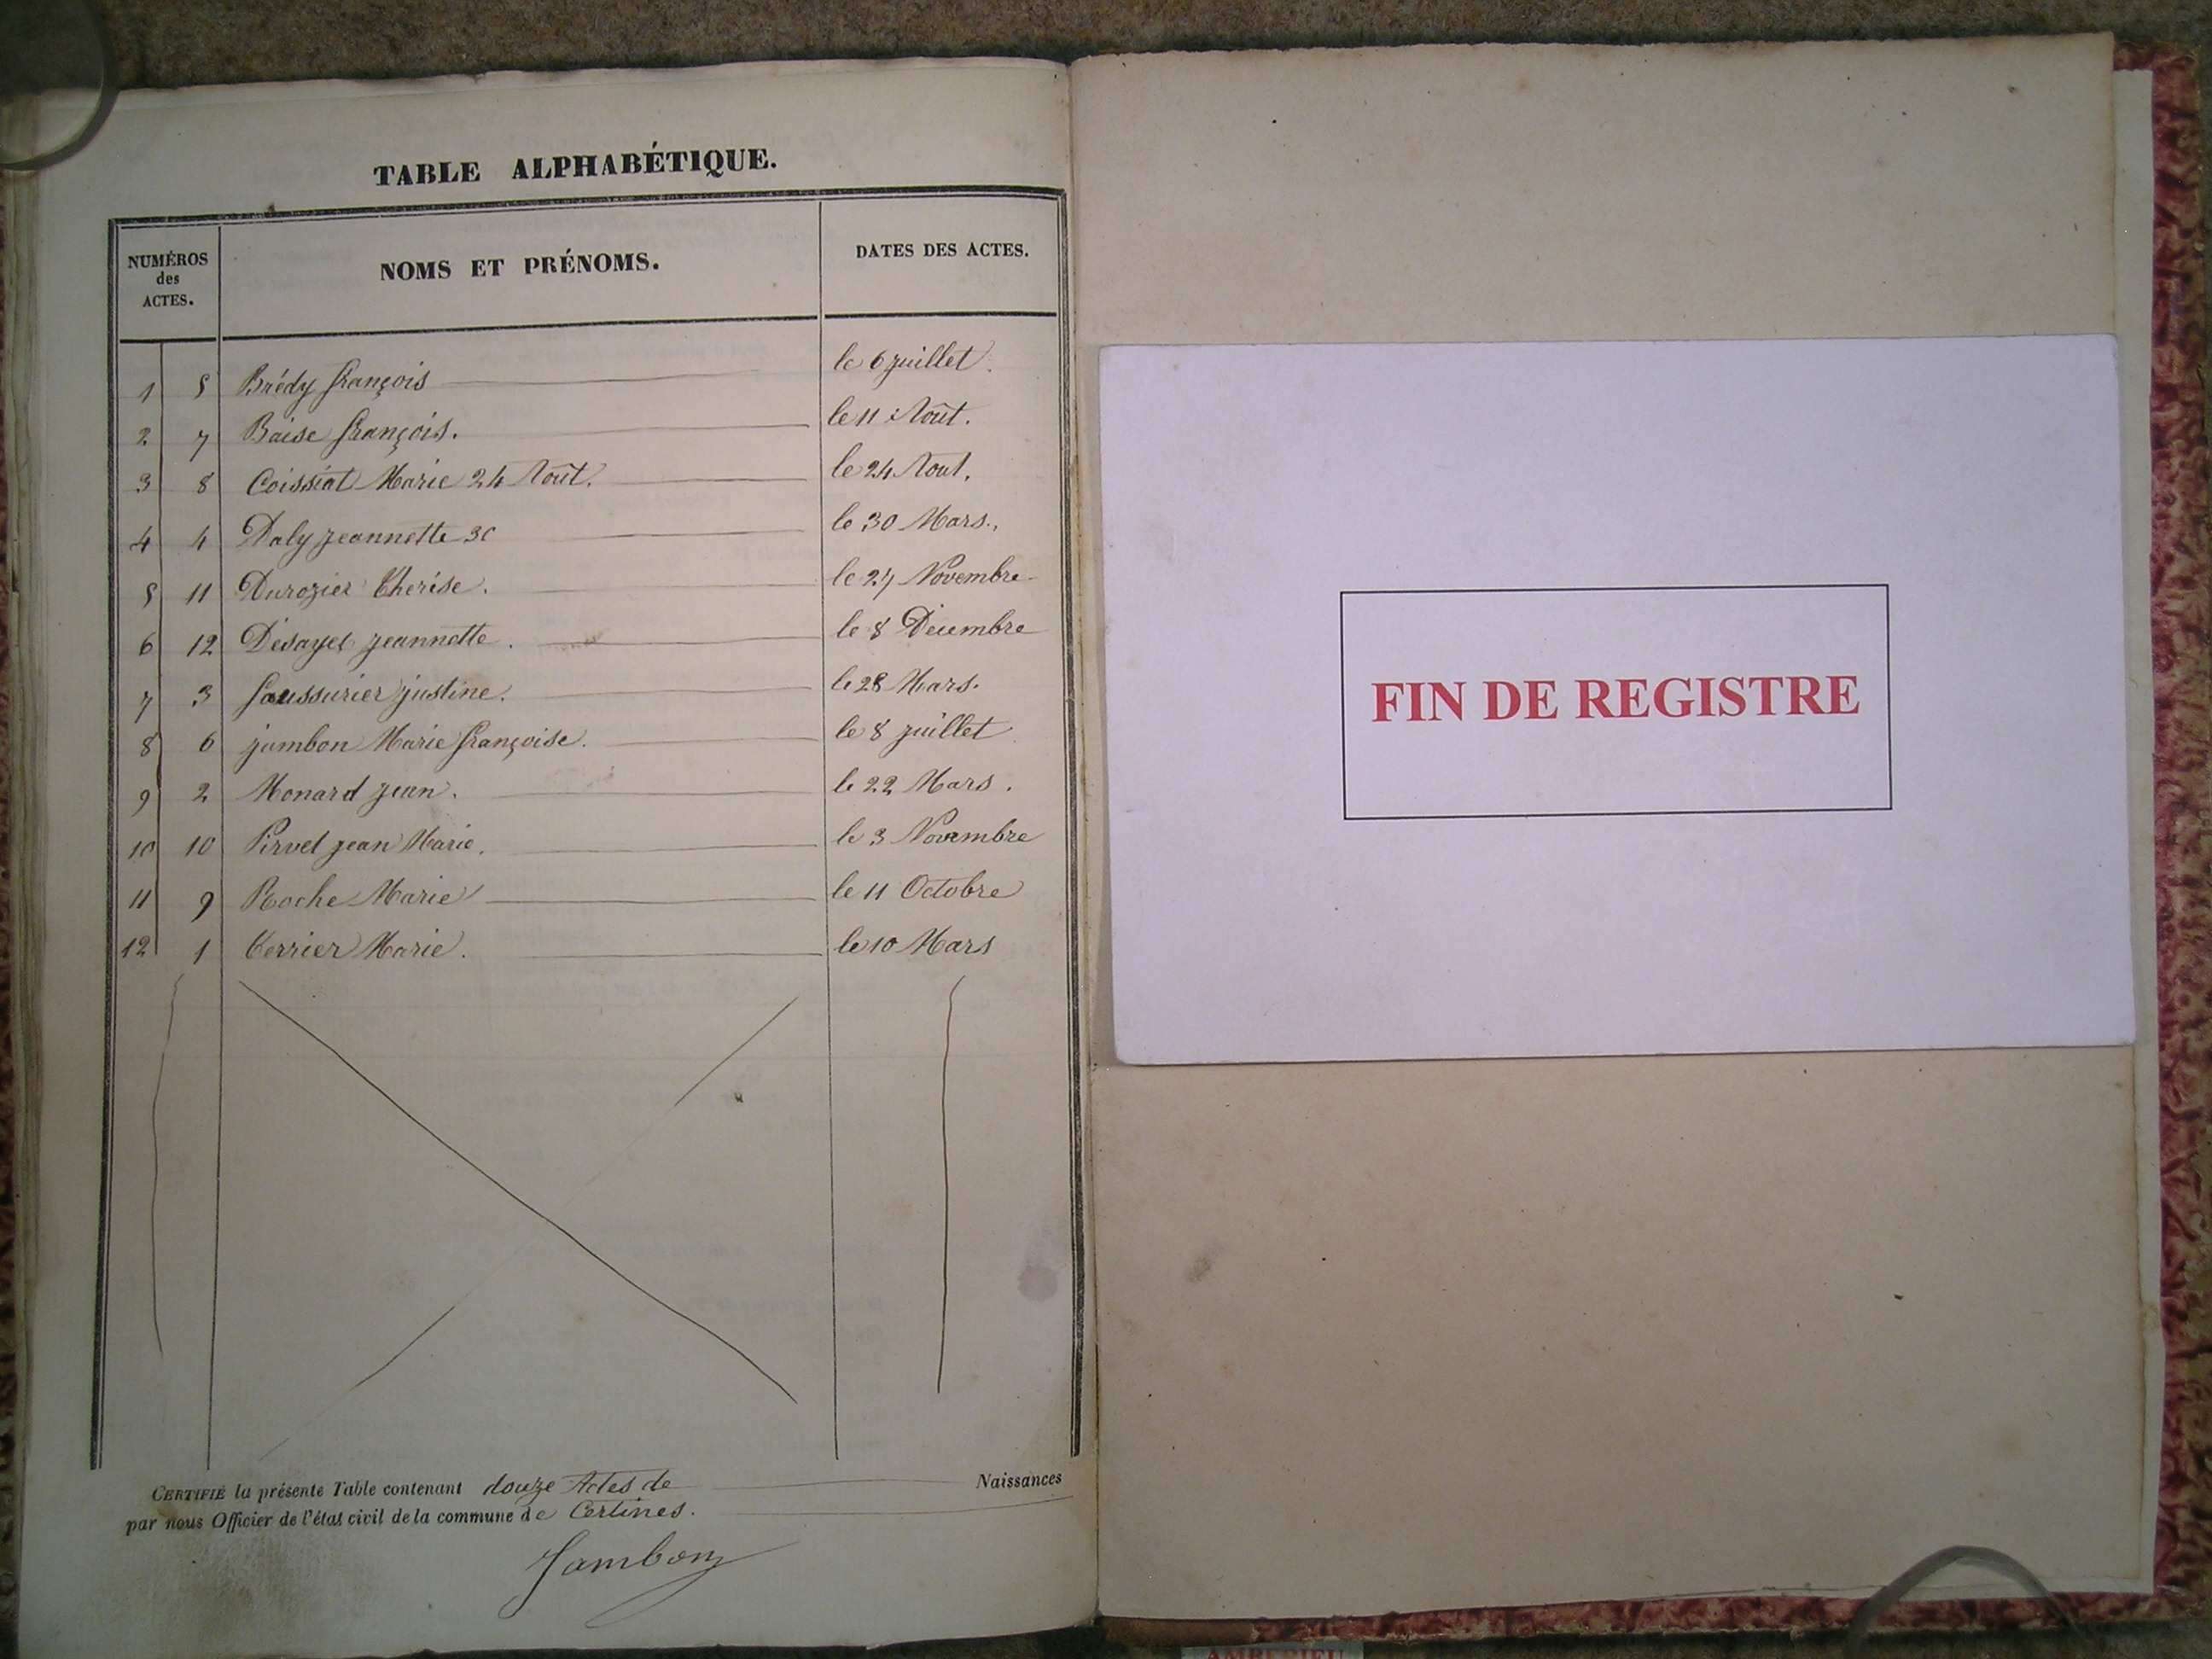 TABLE ALPHABÉTIQUE.
NUMÉROS
des
ACTES.
NOMS ET PRÉNOMS.
DATES DES ACTES.
1 5 Brédy françois le 6 juillet.
2 7 Baise françois. le 11 Août.
3 8 Coissiat Marie 24 Août. le 24 Aout.
4 4 Daly jeannette 30 le 30 Mars.
5 11 Durozier Therèse. le 27 Novembre
6 12 Désayet jeannette. le 8 Décembre
7 3 faussurier justine. le 28 Mars.
8 6 jambon Marie françoise. le 8 juillet
9 2 Monard jean. le 22 Mars.
10 10 Pirvet jean Marie. le 3 Novembre
11 9 Roche Marie le 11 Octobre
12 1 Terrier Marie. le 10 Mars
CERTIFIÉ la présente Table contenant douze Actes de Naissances
par nous Officier de l'état civil de la commune de Certines.
Jambon
FIN DE REGISTRE